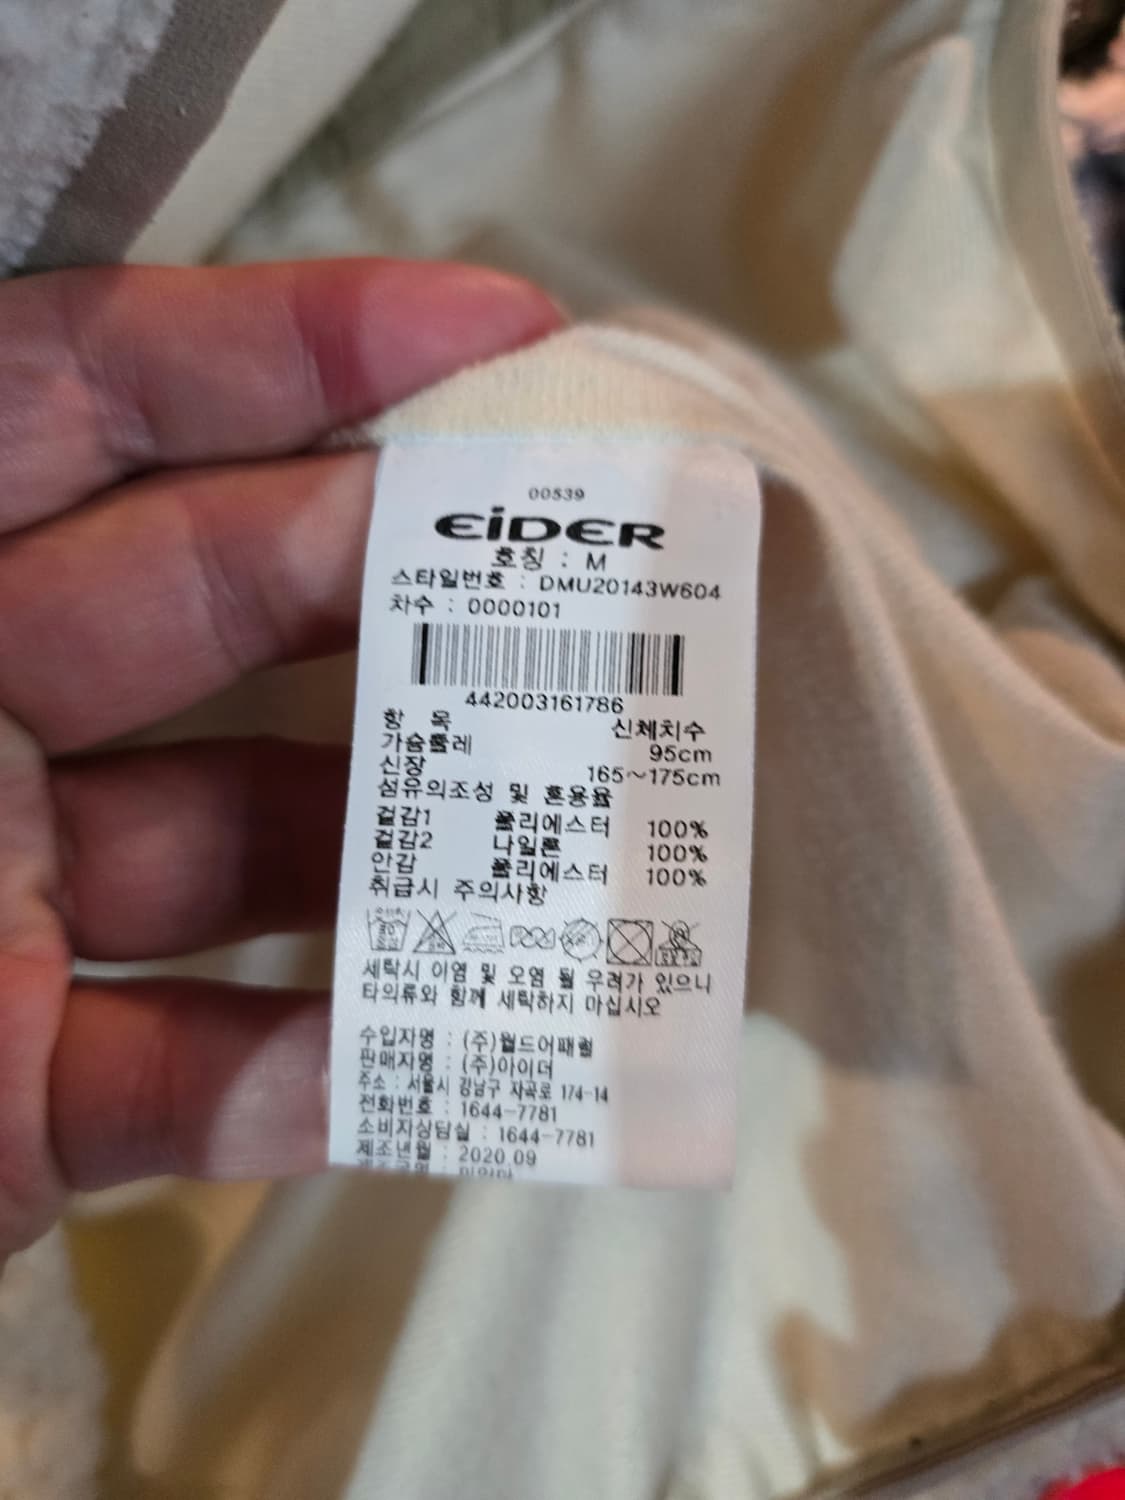 00539
EiDER
호칭 : M
스타일번호 : DMU20143W604
차수 : 0000101
442003161786
항 목 신체치수
가슴둘레 95cm
신장 165~175cm
섬유의조성 및 혼용율
겉감1 폴리에스터 100%
겉감2 나일론 100%
안감 폴리에스터 100%
취급시 주의사항
세탁시 이염 및 오염 될 우려가 있으니
타의류와 함께 세탁하지 마십시오
수입자명 : (주)월드어패럴
판매자명 : (주)아이더
주소 : 서울시 강남구 자곡로 174-14
전화번호 : 1644-7781
소비자상담실 : 1644-7781
제조년월 : 2020.09